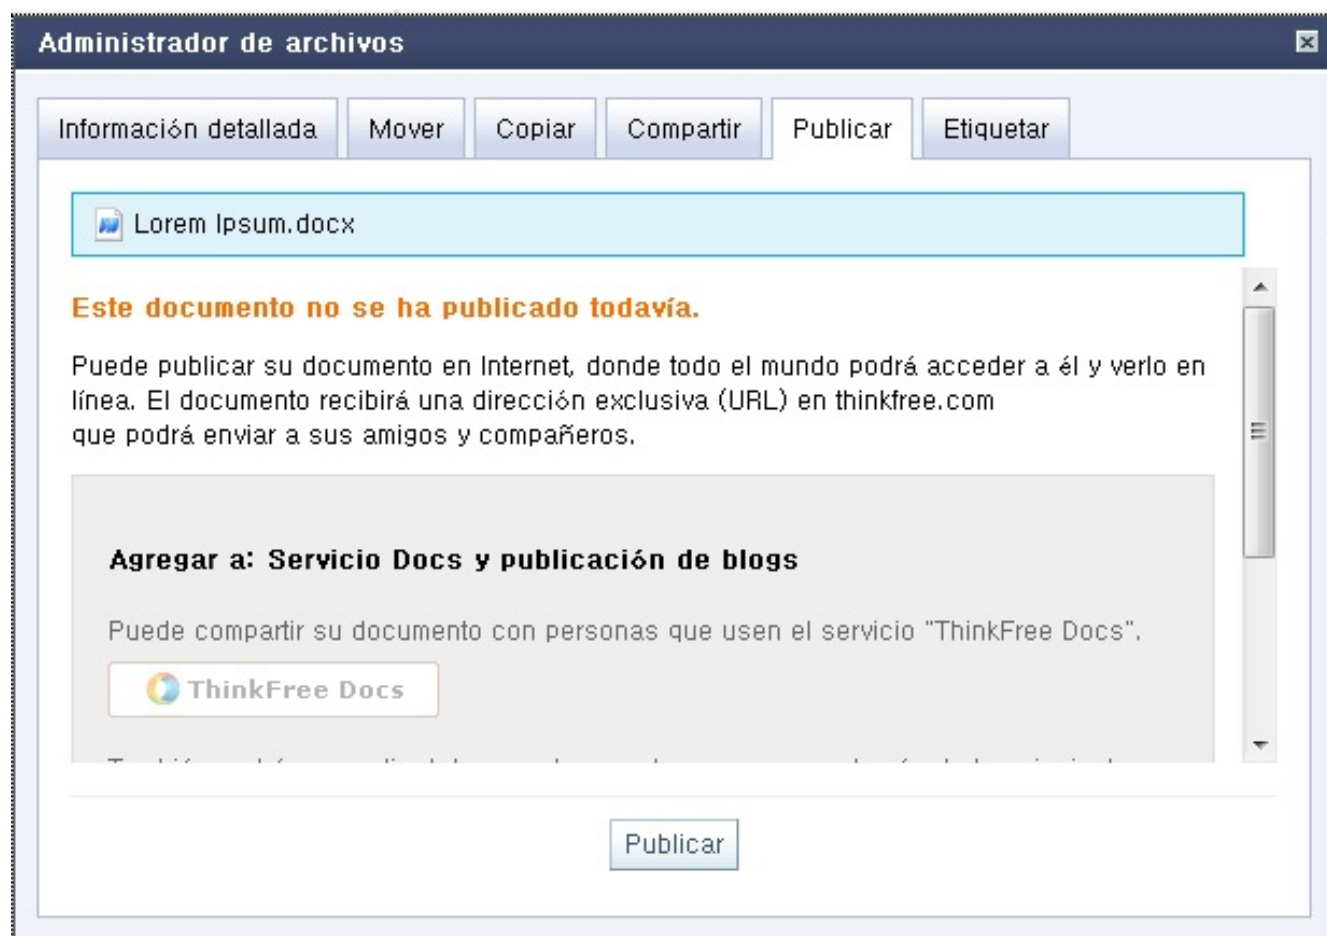 Administrador de archivos
Información detallada Mover Copiar Compartir Publicar Etiquetar
Lorem Ipsum.docx
Este documento no se ha publicado todavía.
Puede publicar su documento en Internet, donde todo el mundo podrá acceder a él y verlo en
línea. El documento recibirá una dirección exclusiva (URL) en thinkfree.com
que podrá enviar a sus amigos y compañeros.
Agregar a: Servicio Docs y publicación de blogs
Puede compartir su documento con personas que usen el servicio "ThinkFree Docs".
ThinkFree Docs
Publicar